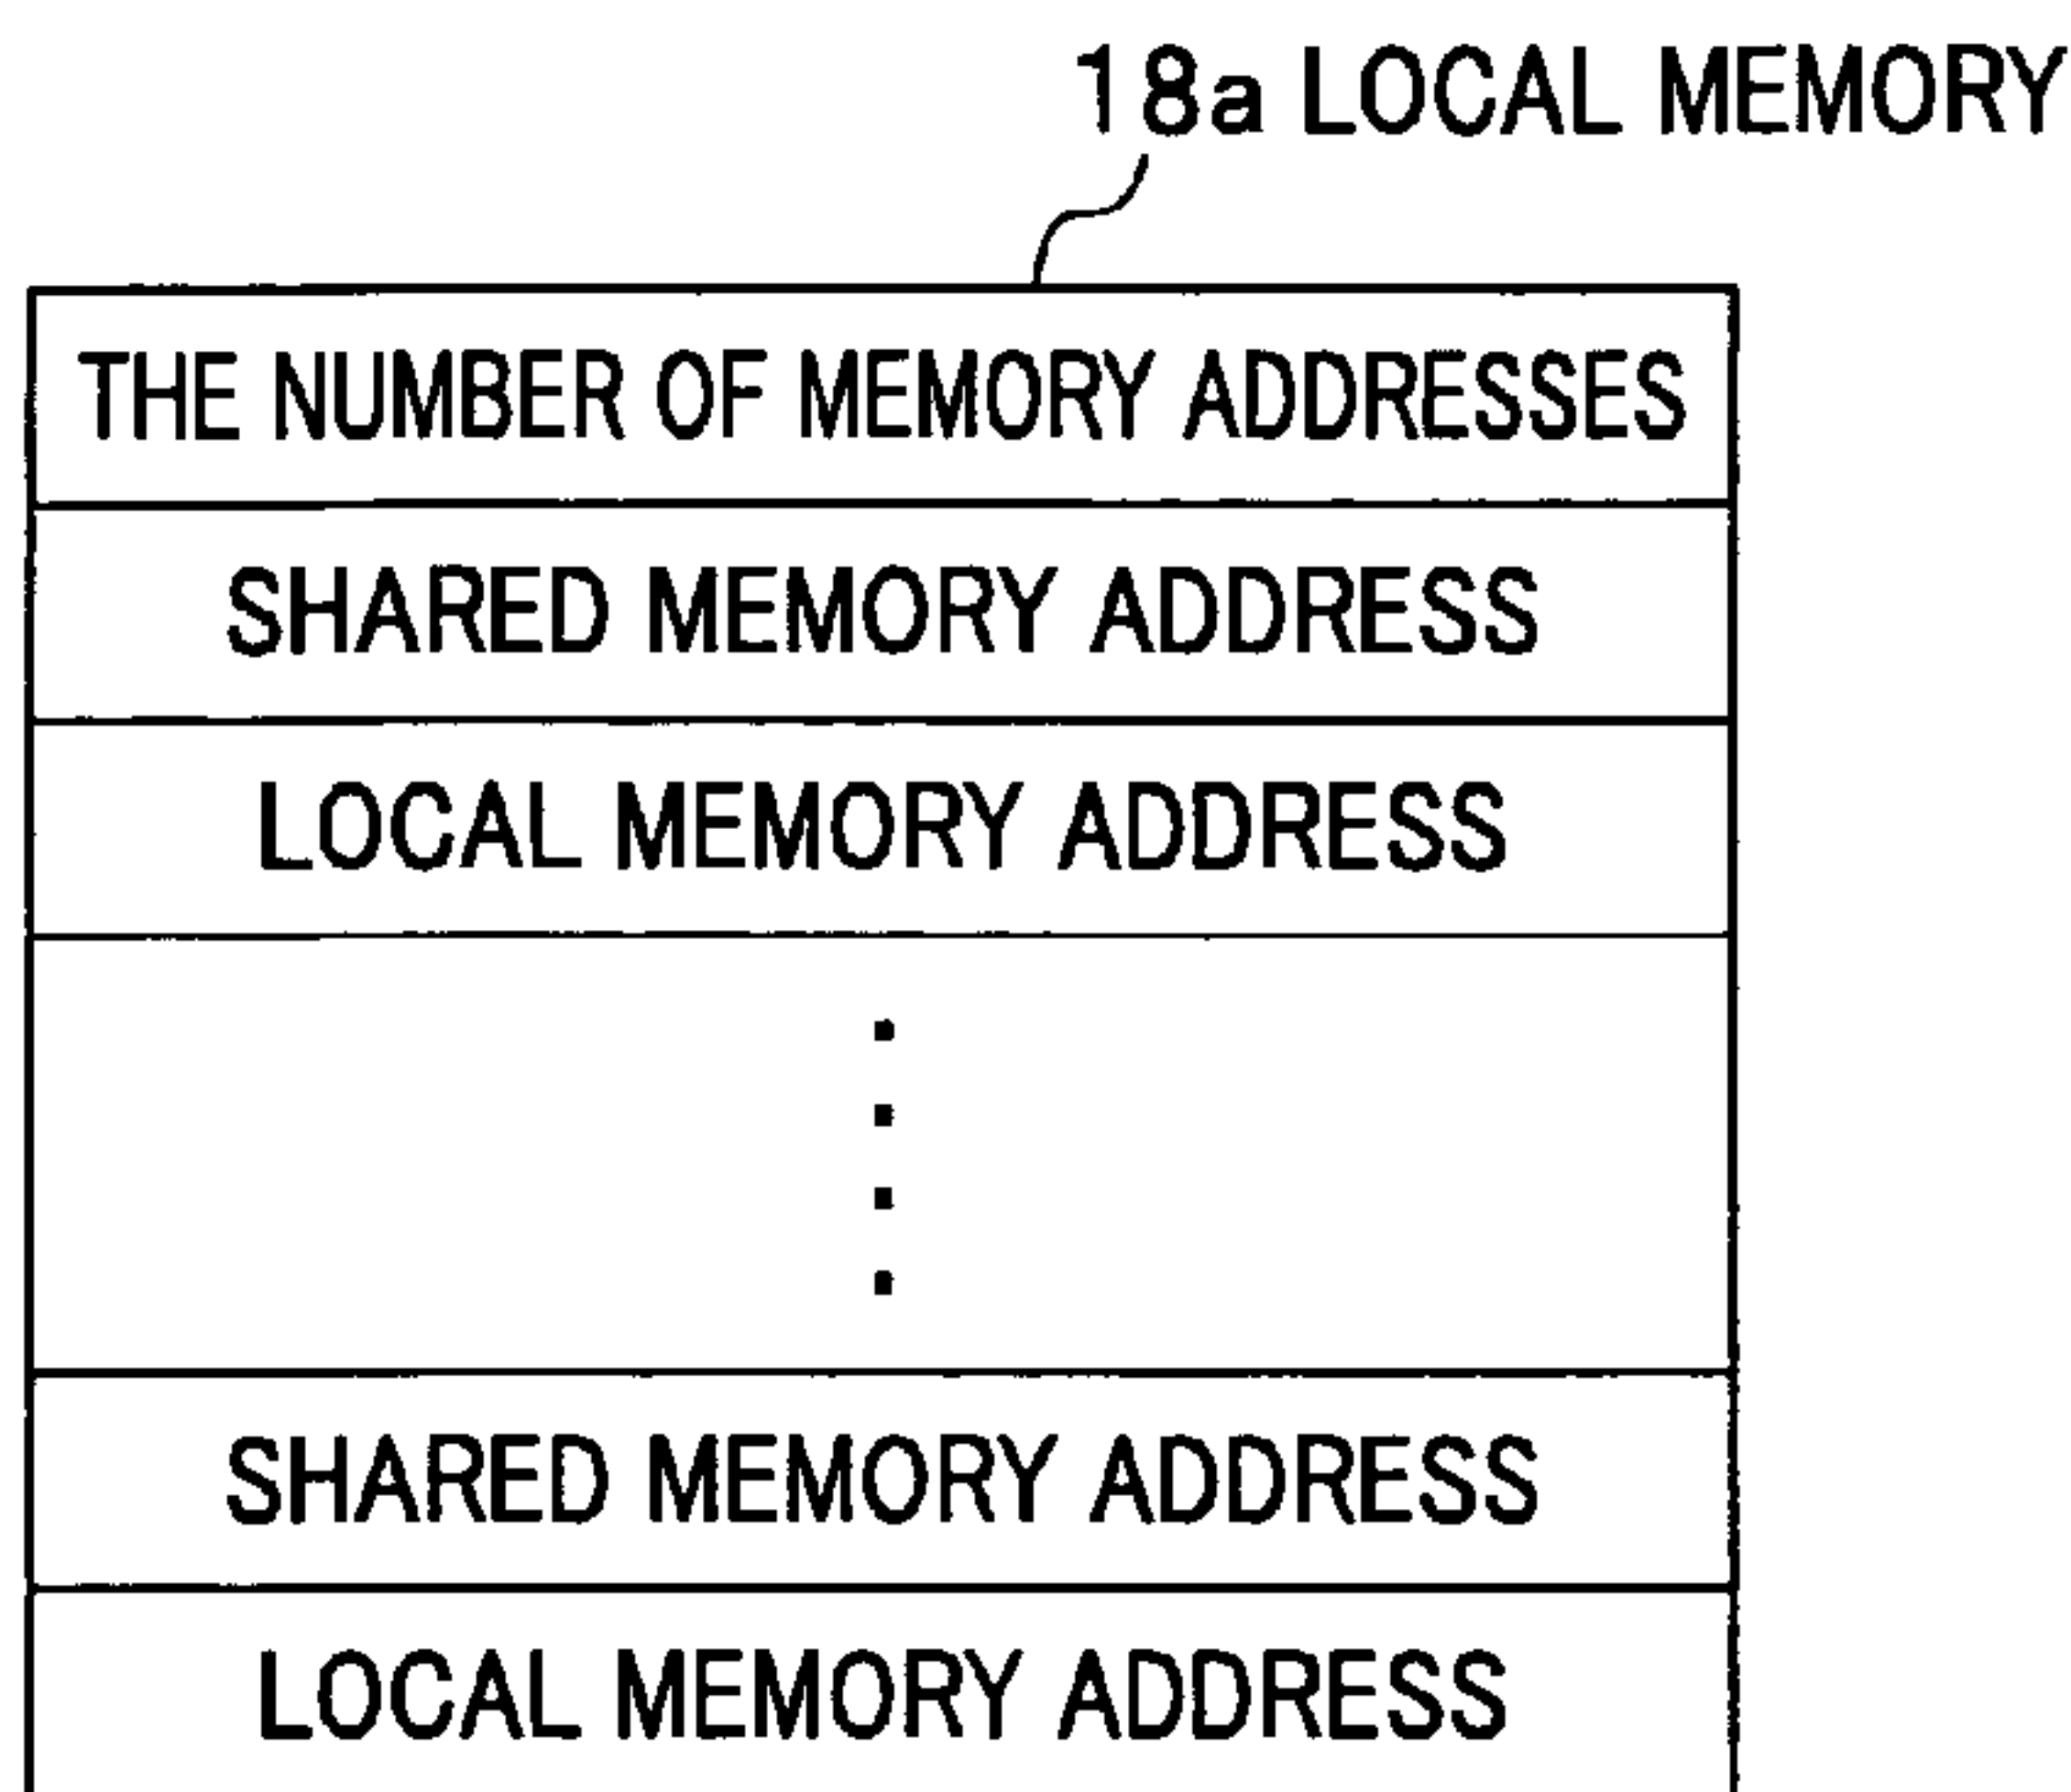 18a LOCAL MEMORY
THE NUMBER OF MEMORY ADDRESSES
SHARED MEMORY ADDRESS
LOCAL MEMORY ADDRESS
SHARED MEMORY ADDRESS
LOCAL MEMORY ADDRESS